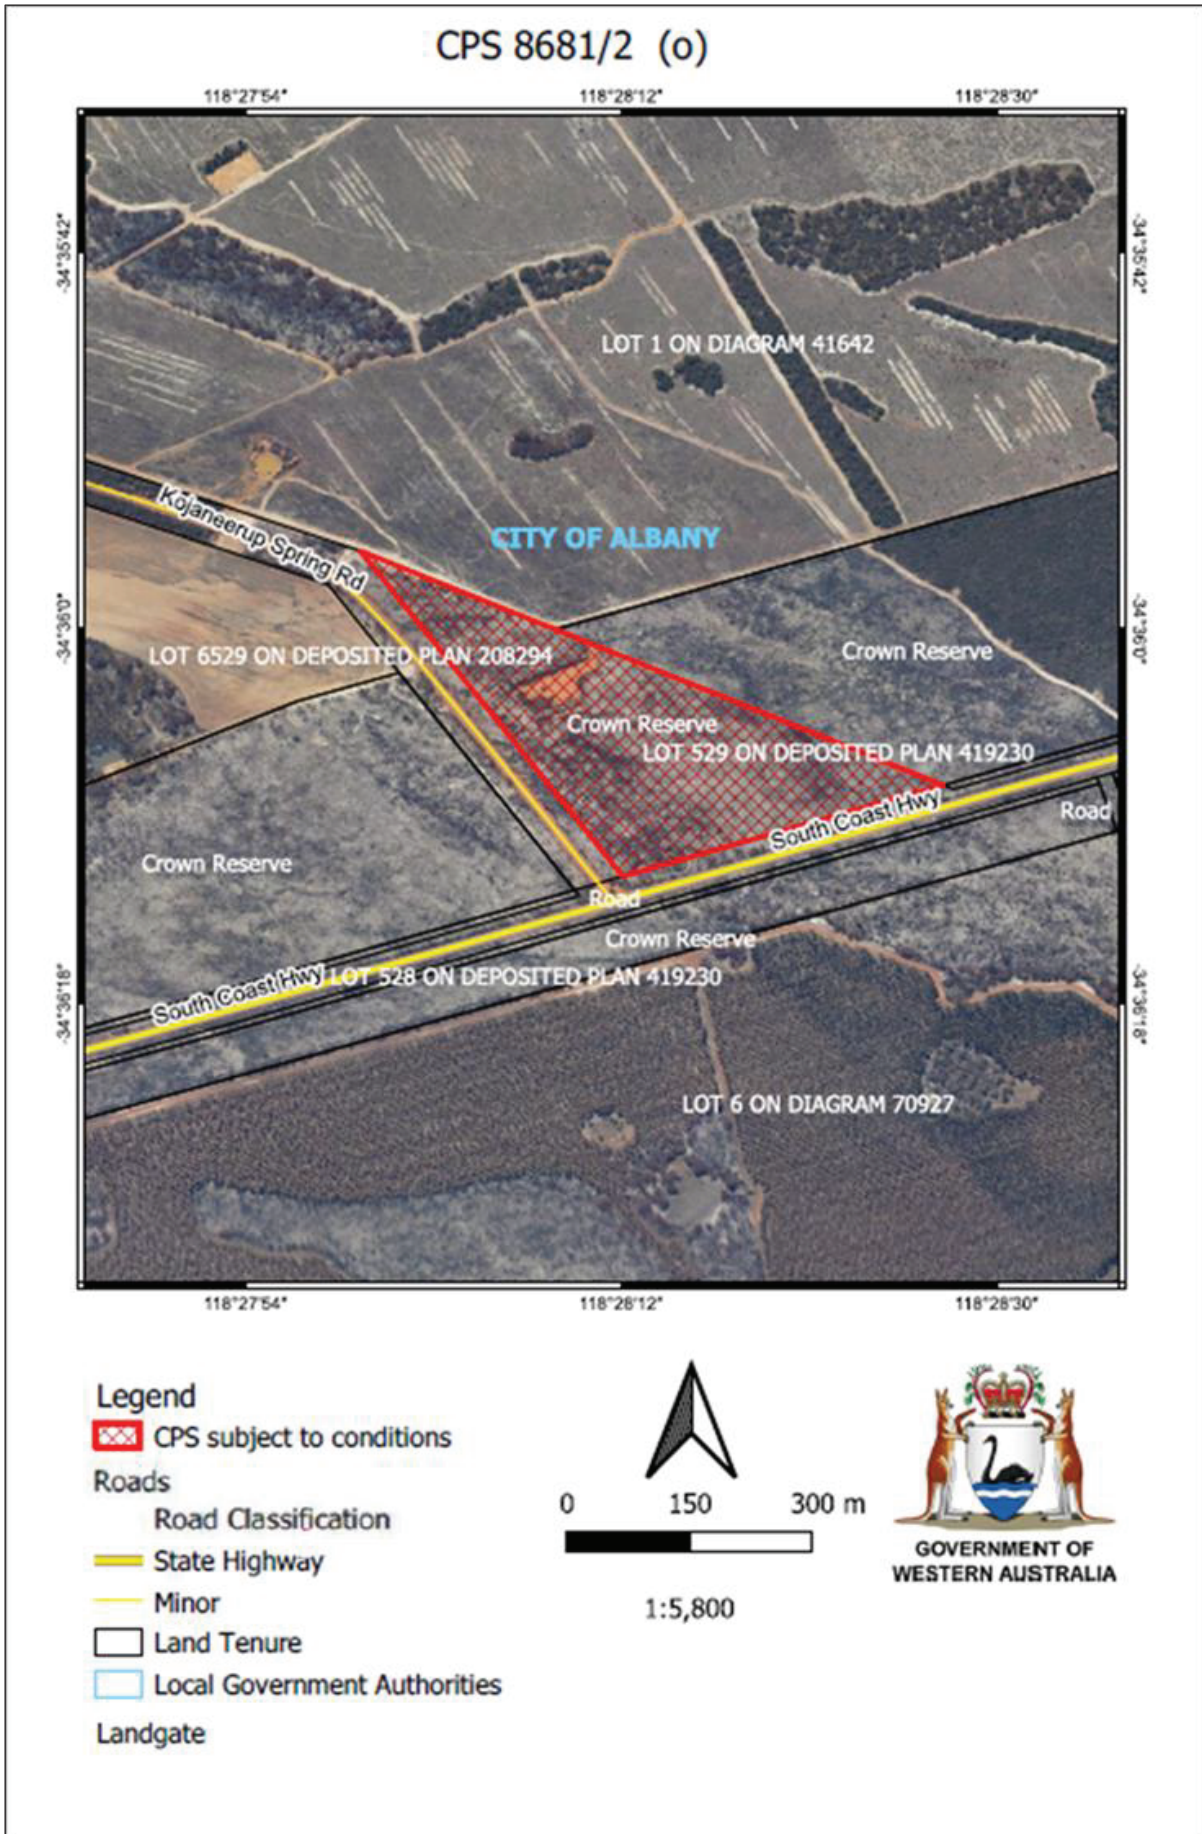 CPS 8681/2 (o)
118°27'54"
118°28'12"
118°28'30"
-34°35'42"
-34°35'42"
LOT 1 ON DIAGRAM 41642
Kojaneerup Spring Rd
CITY OF ALBANY
-34°36'0"
-34°36'0"
LOT 6529 ON DEPOSITED PLAN 208294
Crown Reserve
Crown Reserve
LOT 529 ON DEPOSITED PLAN 419230
South Coast Hwy
Road
Crown Reserve
Road
Crown Reserve
South Coast Hwy
LOT 528 ON DEPOSITED PLAN 419230
-34°36'18"
-34°36'18"
LOT 6 ON DIAGRAM 70927
118°27'54"
118°28'12"
118°28'30"
Legend
CPS subject to conditions
Roads
Road Classification
State Highway
Minor
Land Tenure
Local Government Authorities
Landgate
0 150 300 m
1:5,800
GOVERNMENT OF
WESTERN AUSTRALIA